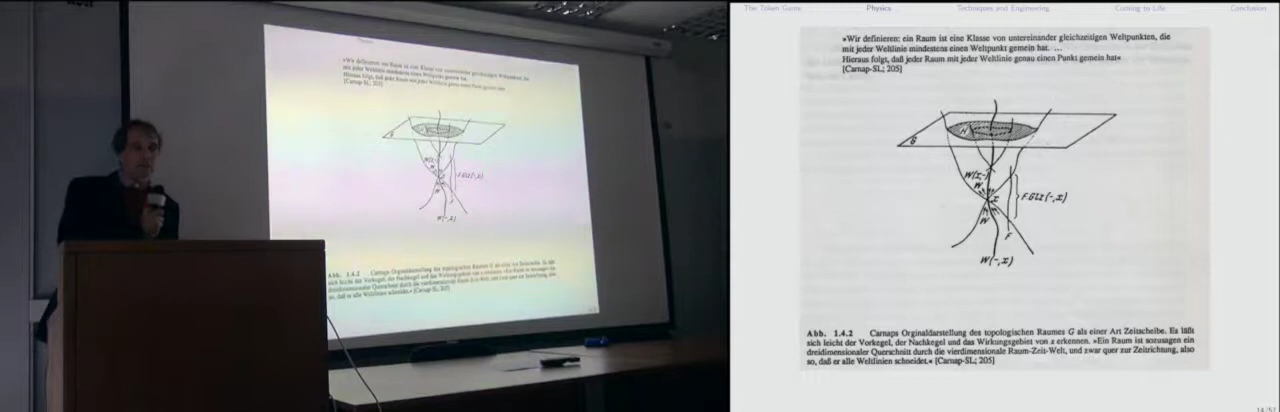 The Token Game Physics Techniques and Engineering Coming to Life Conclusion
»Wir definieren: ein Raum ist eine Klasse von untereinander gleichzeitigen Weltpunkten, die
mit jeder Weltlinie mindestens einen Weltpunkt gemein hat. ...
Hieraus folgt, daß jeder Raum mit jeder Weltlinie genau einen Punkt gemein hat«
[Carnap-SL; 205]
G
H
W(x,-)
W
x
F.Glz(-,x)
W
F
W(-,x)
Abb. 1.4.2 Carnaps Orginaldarstellung des topologischen Raumes G als einer Art Zeitscheibe. Es läßt
sich leicht der Vorkegel, der Nachkegel und das Wirkungsgebiet von x erkennen. »Ein Raum ist sozusagen ein
dreidimensionaler Querschnitt durch die vierdimensionale Raum-Zeit-Welt, und zwar quer zur Zeitrichtung, also
so, daß er alle Weltlinien schneidet.« [Carnap-SL; 205]